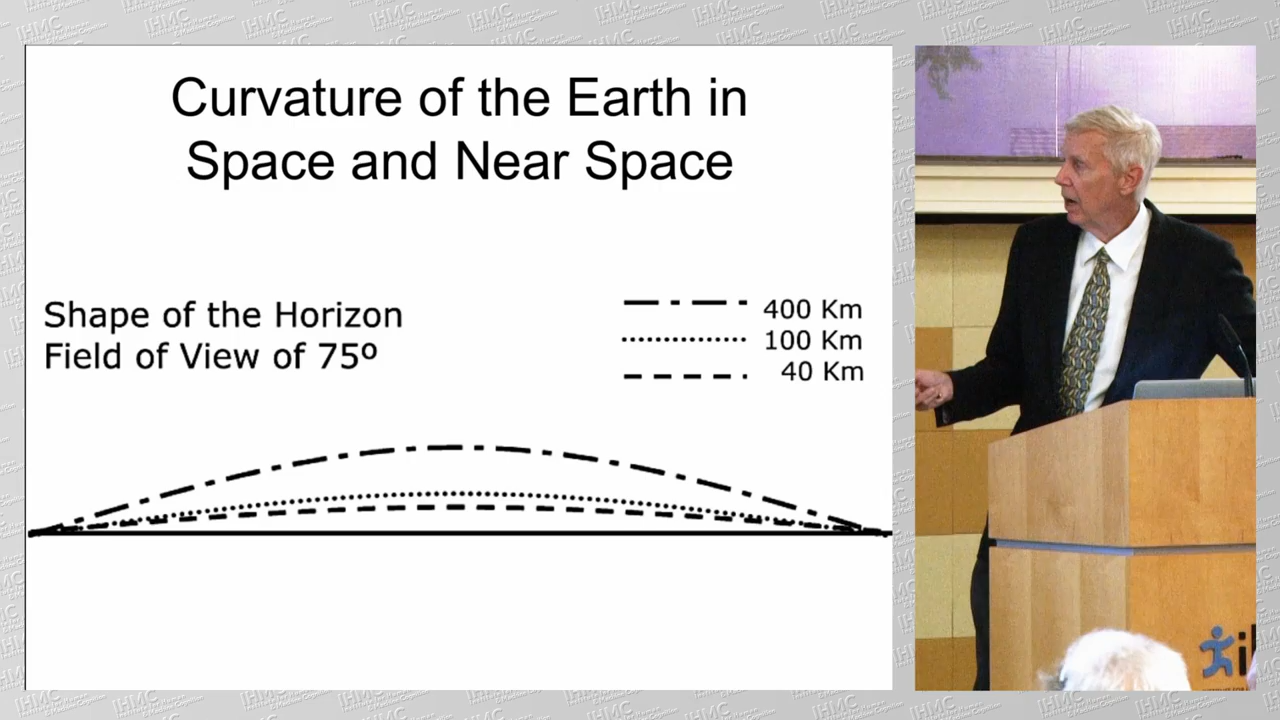 Curvature of the Earth in
Space and Near Space
Shape of the Horizon
Field of View of 75º
400 Km
100 Km
40 Km
IHMC